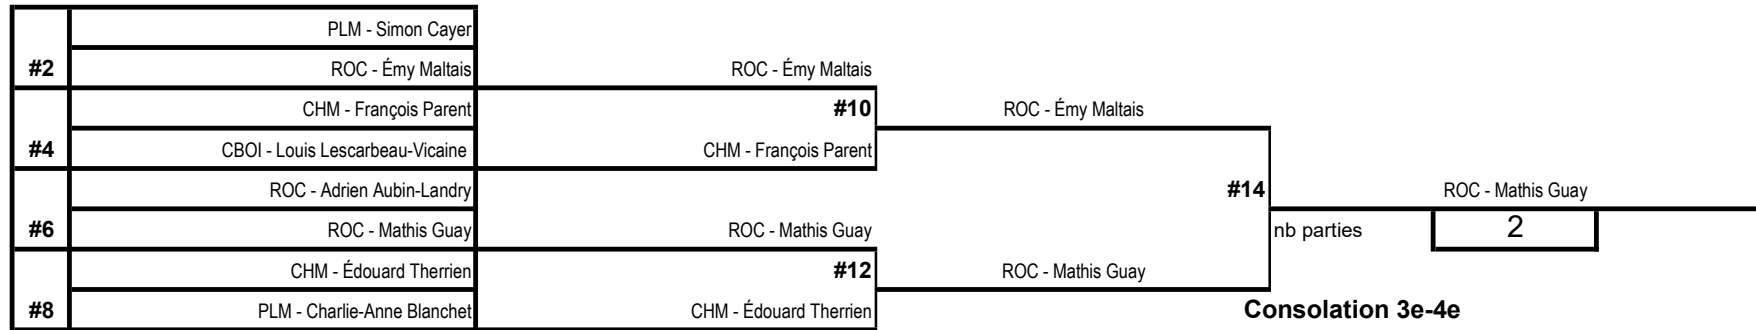 PLM - Simon Cayer
#2 ROC - Émy Maltais ROC - Émy Maltais
CHM - François Parent #10 ROC - Émy Maltais
#4 CBOI - Louis Lescarbeau-Vicaine CHM - François Parent
ROC - Adrien Aubin-Landry #14 ROC - Mathis Guay
#6 ROC - Mathis Guay ROC - Mathis Guay nb parties 2
CHM - Édouard Therrien #12 ROC - Mathis Guay
#8 PLM - Charlie-Anne Blanchet CHM - Édouard Therrien Consolation 3e-4e